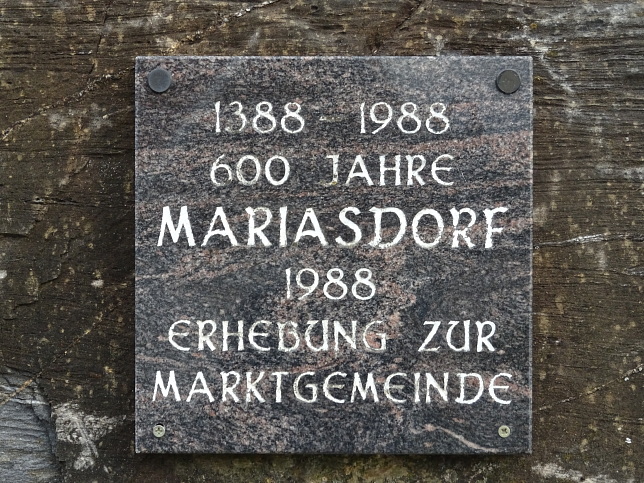 1388 - 1988
600 JAHRE
MARIASDORF
1988
ERHEBUNG ZUR
MARKTGEMEINDE